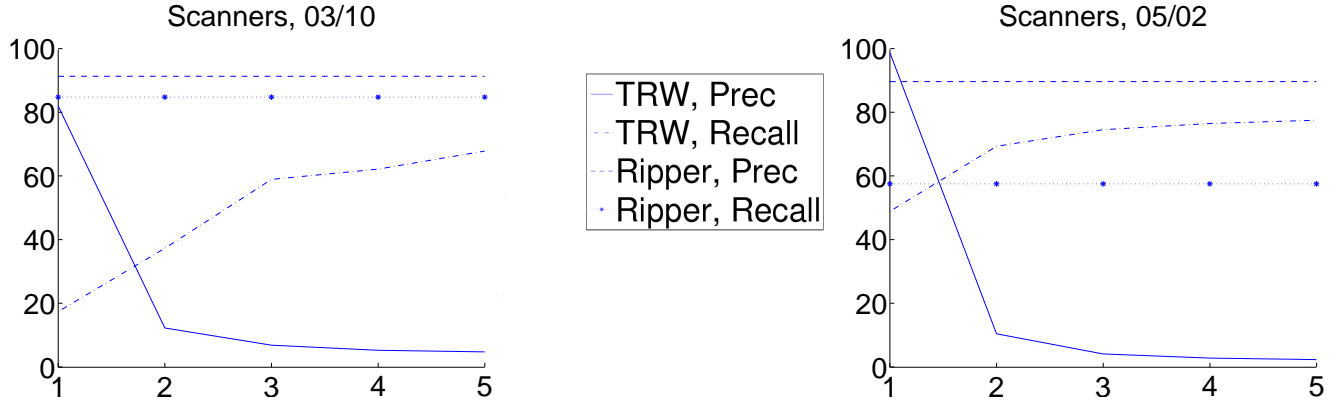 Scanners, 03/10
100
80
60
40
20
0
1 2 3 4 5
TRW, Prec
TRW, Recall
Ripper, Prec
Ripper, Recall
Scanners, 05/02
100
80
60
40
20
0
1 2 3 4 5